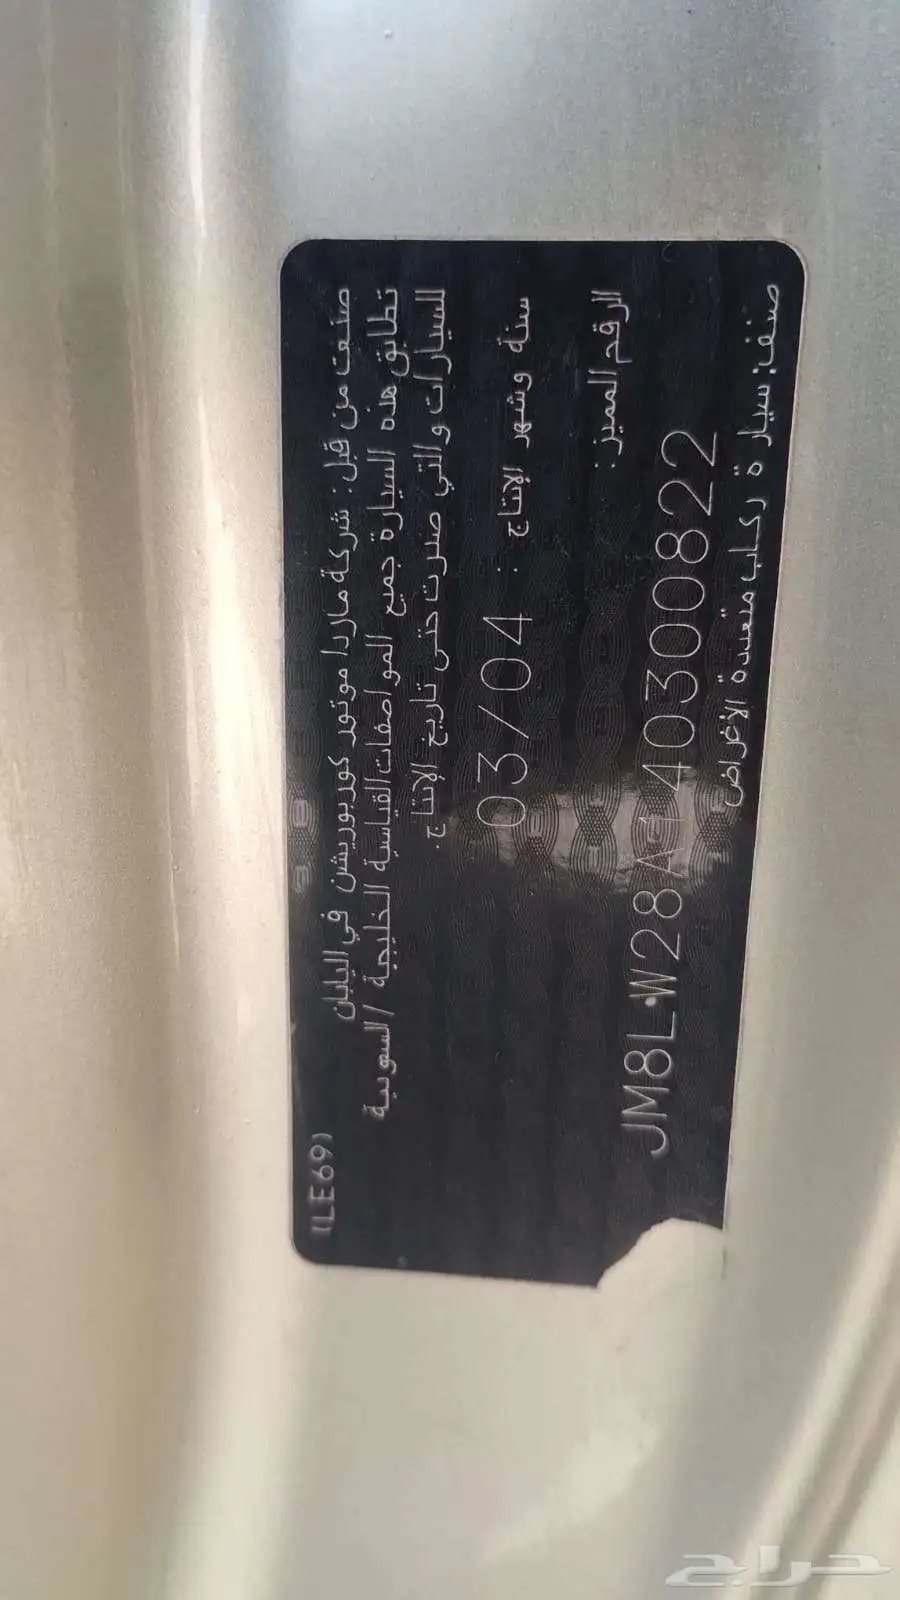 صنعت من قبل: شركة مازدا موتور كوربوريشن في اليابان
تطابق هذه السيارة جميع المواصفات القياسية الخليجية / السعودية
للسيارات والتي صدرت حتى تاريخ الإنتاج.
سنة وشهر الإنتاج : 03/04
الرقم المميز:
JM8LW28A140300822
صنف: سيارة ركاب متعددة الأغراض
(LE69)
حراج